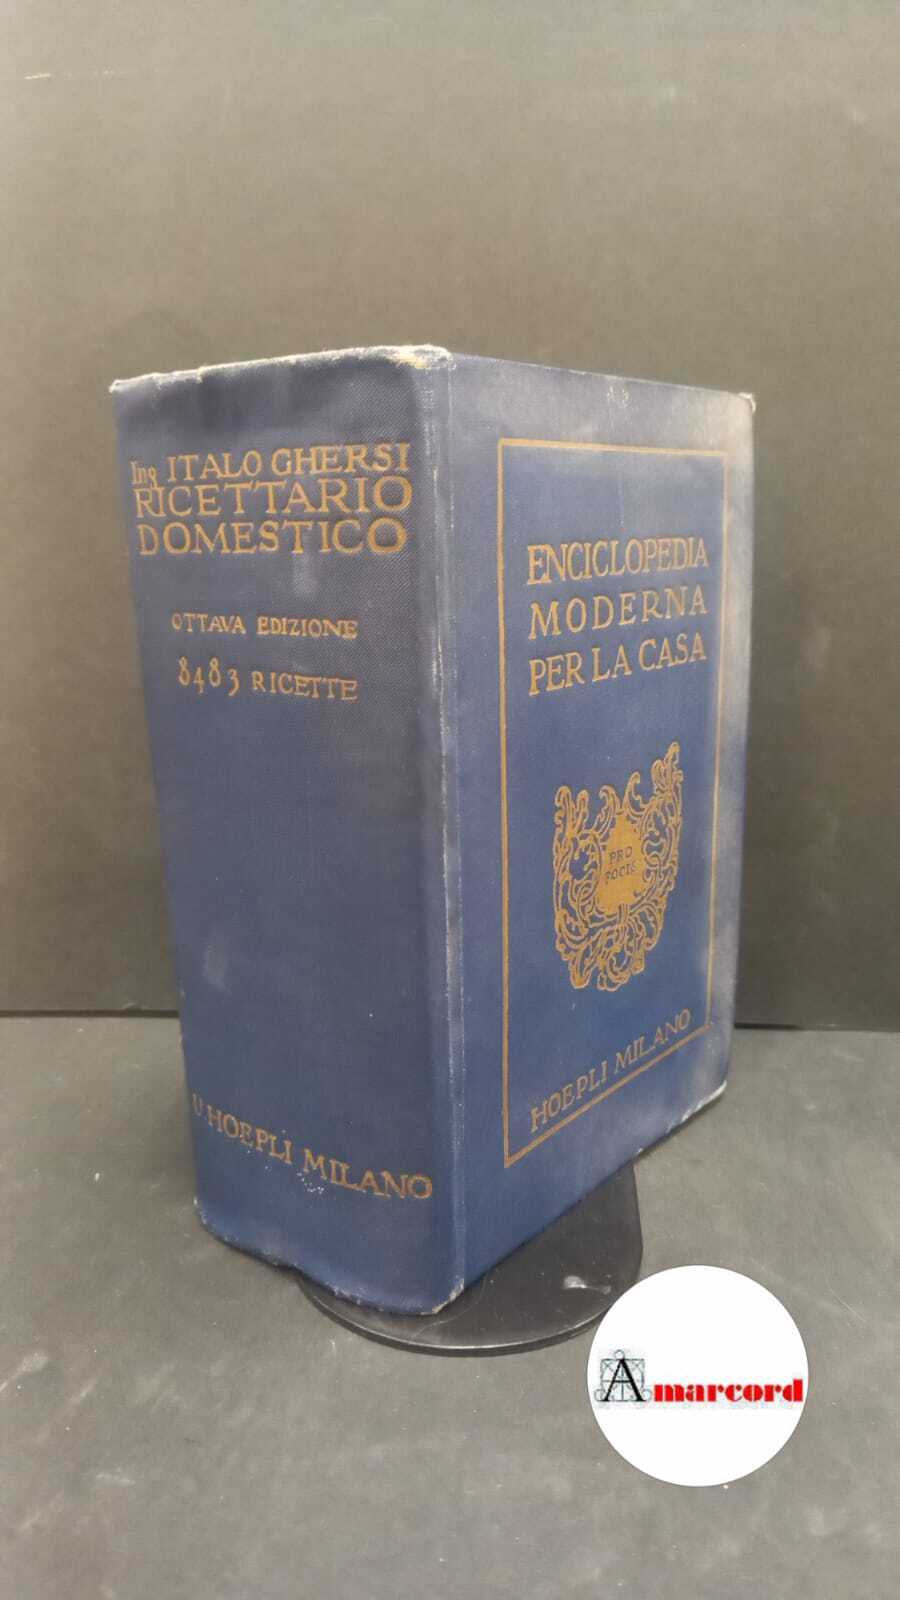 Ing ITALO GHERSI
RICETTARIO
DOMESTICO
OTTAVA EDIZIONE
8483 RICETTE
U. HOEPLI MILANO
ENCICLOPEDIA
MODERNA
PER LA CASA
PRO
FOCIS
HOEPLI MILANO
Amarcord